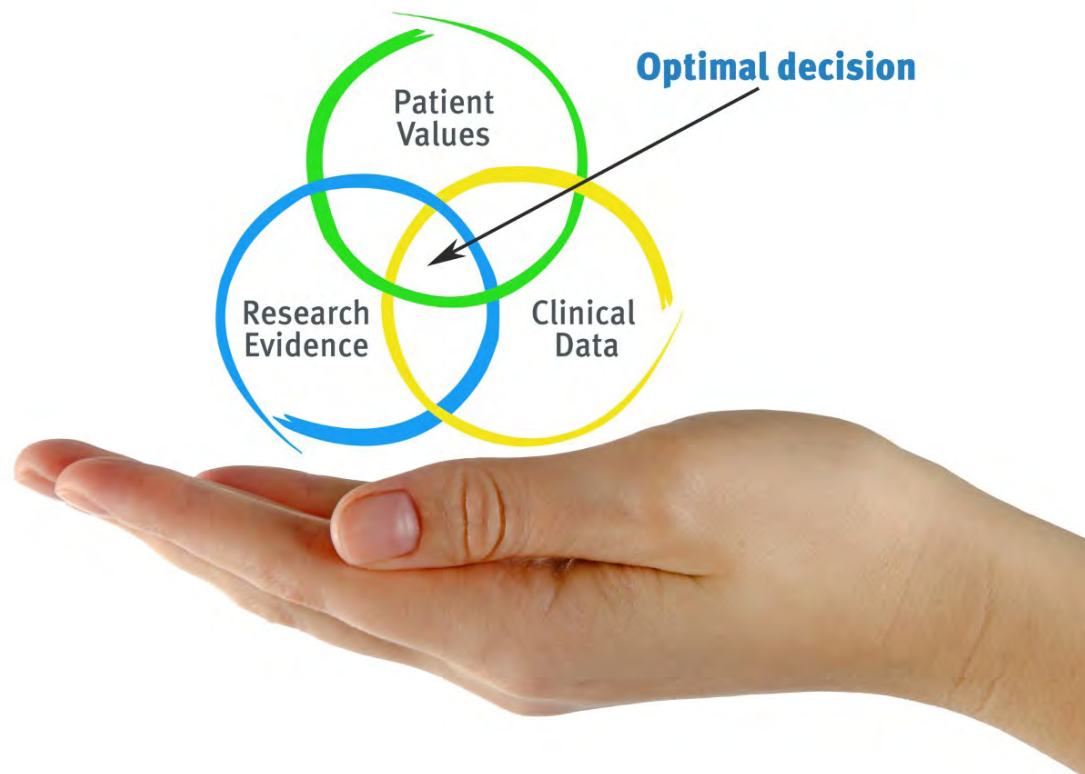 Optimal decision
Patient
Values
Research
Evidence
Clinical
Data